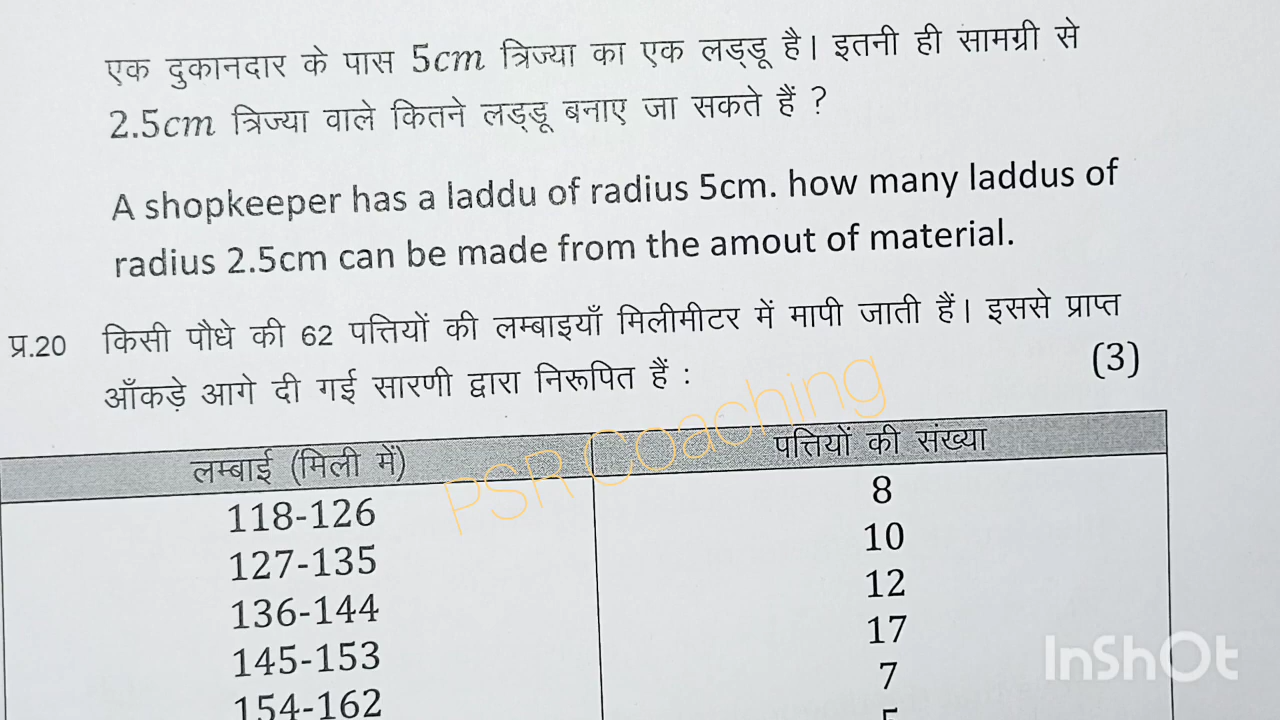 एक दुकानदार के पास 5cm त्रिज्या का एक लड्डू है। इतनी ही सामग्री से
2.5cm त्रिज्या वाले कितने लड्डू बनाए जा सकते हैं ?
A shopkeeper has a laddu of radius 5cm. how many laddus of
radius 2.5cm can be made from the amout of material.
प्र.20 किसी पौधे की 62 पत्तियों की लम्बाइयाँ मिलीमीटर में मापी जाती हैं। इससे प्राप्त
आँकड़े आगे दी गई सारणी द्वारा निरूपित हैं : (3)
लम्बाई (मिली में) पत्तियों की संख्या
118-126 8
127-135 10
136-144 12
145-153 17
154-162 7
PSR Coaching
InShOt